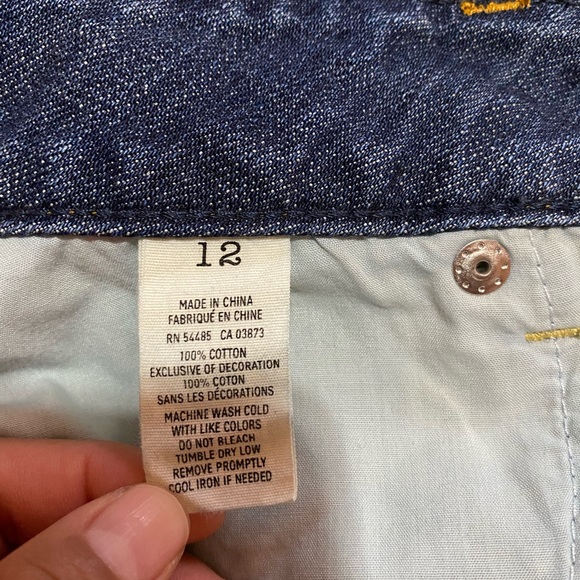 12
MADE IN CHINA
FABRIQUÉ EN CHINE
RN 54485 CA 03873
100% COTTON
EXCLUSIVE OF DECORATION
100% COTON
SANS LES DÉCORATIONS
MACHINE WASH COLD
WITH LIKE COLORS
DO NOT BLEACH
TUMBLE DRY LOW
REMOVE PROMPTLY
COOL IRON IF NEEDED